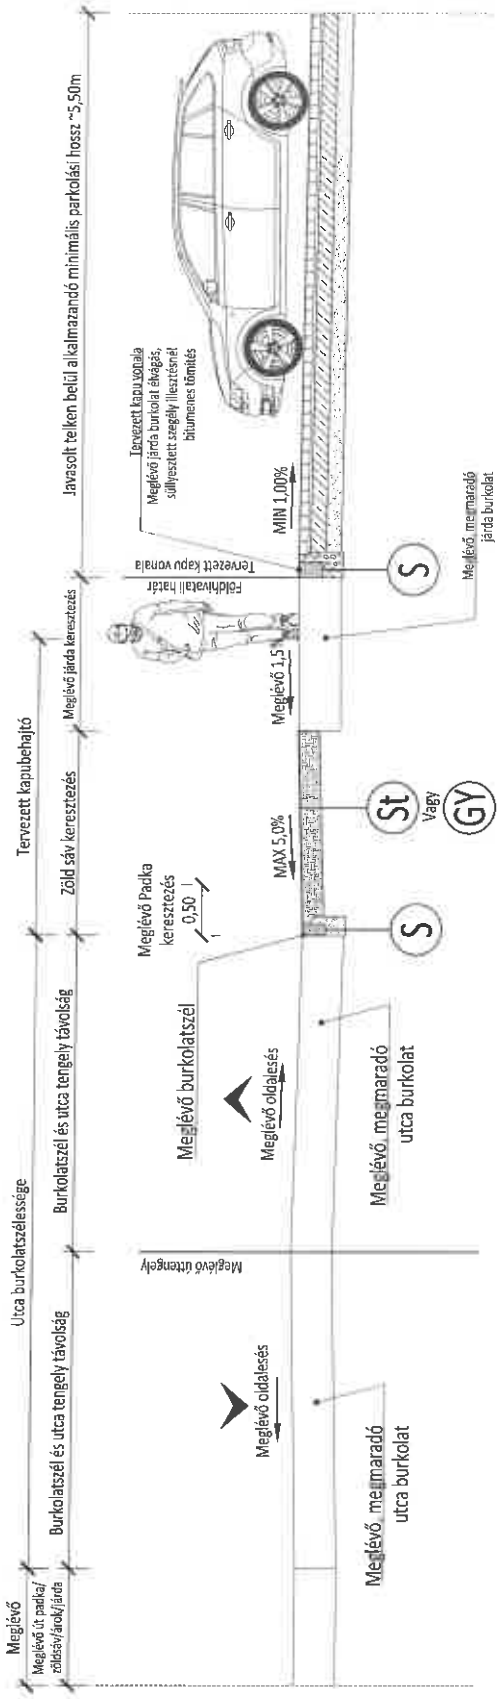 Meglévő
Meglévő út padka/
zöldsáv/árok/járda
Utca burkolatszélessége
Burkolatszél és utca tengely távolság
Burkolatszél és utca tengely távolság
Tervezett kapubehajtó
Zöld sáv keresztezés
Meglévő járda keresztezés
Javasolt telken belül alkalmazandó minimális parkolási hossz ~5,50m
Meglévő oldalesés
Meglévő, megmaradó
utca burkolat
Meglévő úttengely
Meglévő oldalesés
Meglévő burkolatszél
Meglévő, megmaradó
utca burkolat
Meglévő Padka
keresztezés
0,50
S
MAX 5,0%
St
Vagy
GY
Meglévő 1,5
Földhivatali határ
Tervezett kapu vonala
Tervezett kapu vonala
Meglévő járda burkolat elvágás,
süllyesztett szegély illesztésnél
bitumenes tömítés
MIN 1,00%
S
Meglévő, megmaradó
járda burkolat